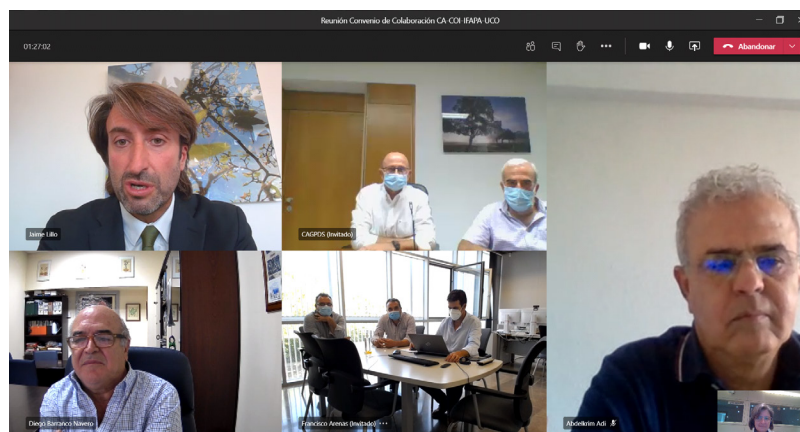 Reunión Convenio de Colaboración CA-COI-IFAPA-UCO
01:27:02
Abandonar
Jaime Lillo
CAGPDS (Invitado)
Diego Barranco Navero
Francisco Arenas (Invitado)
Abdelkrim Adi